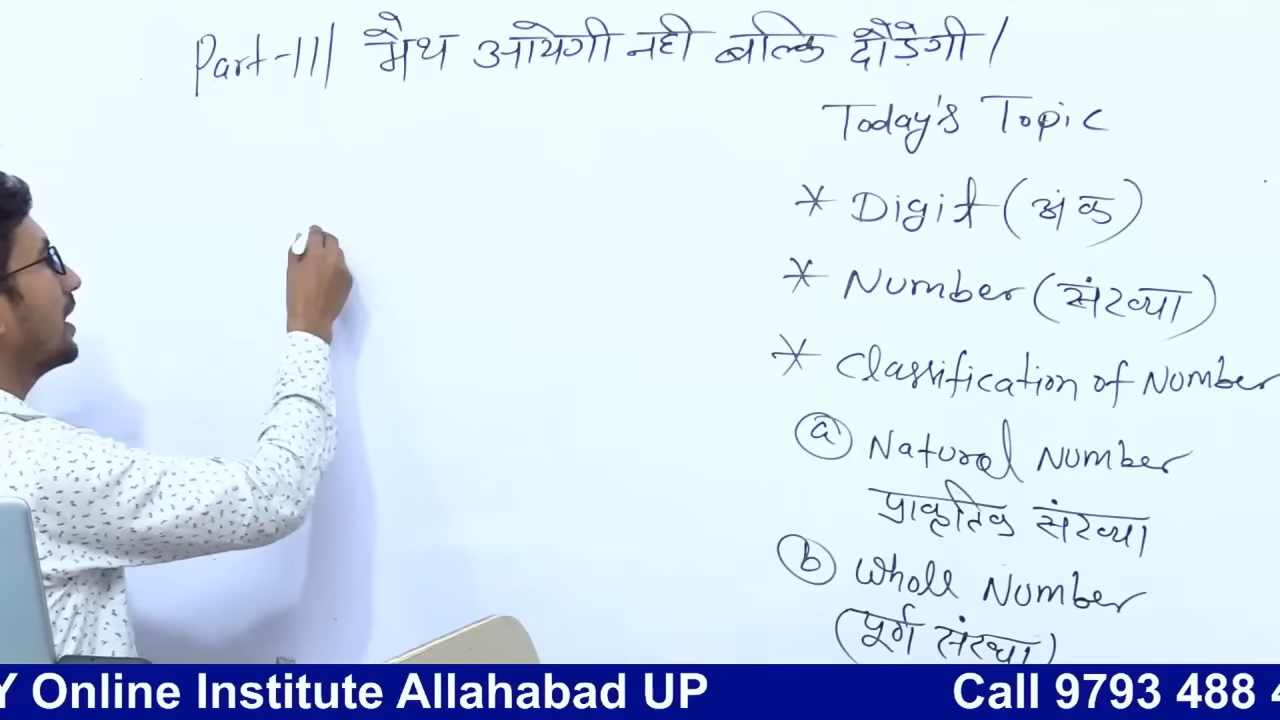 Part-III मैथ आयेगी नही बल्कि दौड़ेगी /
Today's Topic
* Digit (अंक)
* Number (संख्या)
* Classification of Number
(a) Natural Number
प्राकृतिक संख्या
(b) Whole Number
(पूर्ण संख्या)
Y Online Institute Allahabad UP Call 9793 488 4